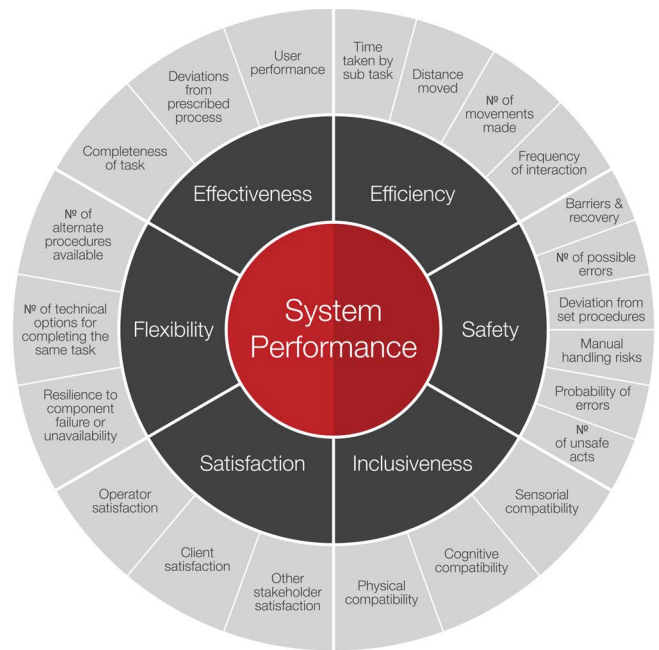 System
Performance
Effectiveness
Efficiency
Safety
Inclusiveness
Satisfaction
Flexibility
User
performance
Deviations
from
prescribed
process
Completeness
of task
Time
taken by
sub task
Distance
moved
Nº of
movements
made
Frequency
of interaction
Barriers &
recovery
Nº of possible
errors
Deviation from
set procedures
Manual
handling risks
Probability of
errors
Nº
of unsafe
acts
Sensorial
compatibility
Cognitive
compatibility
Physical
compatibility
Other
stakeholder
satisfaction
Client
satisfaction
Operator
satisfaction
Resilience to
component
failure or
unavailability
Nº of technical
options for
completing the
same task
Nº of
alternate
procedures
available